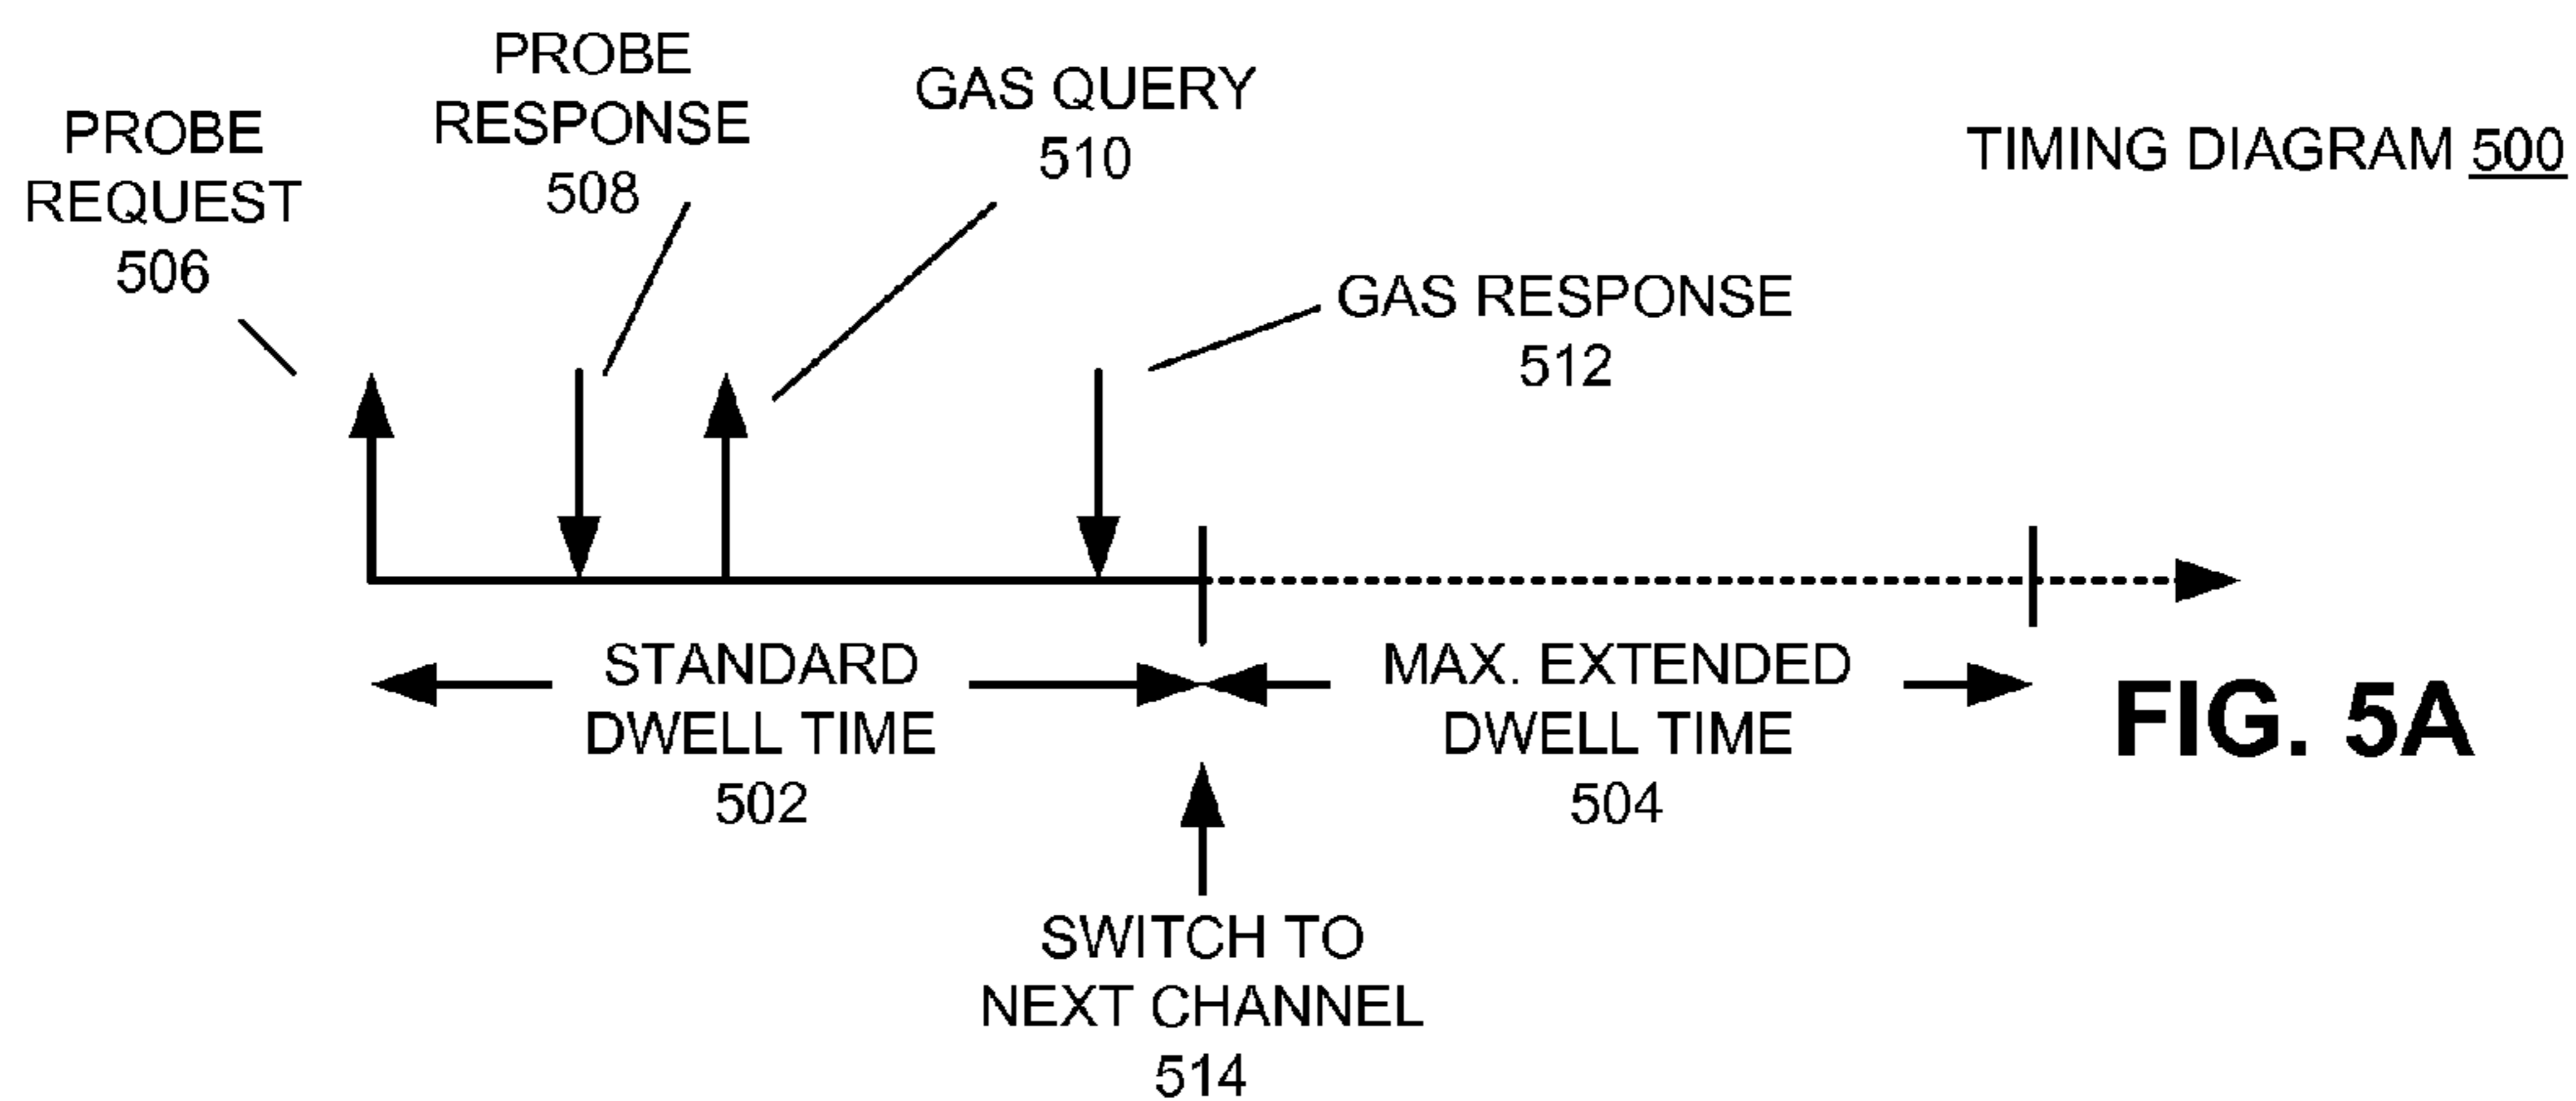 PROBE
REQUEST
506
PROBE
RESPONSE
508
GAS QUERY
510
TIMING DIAGRAM 500
GAS RESPONSE
512
STANDARD
DWELL TIME
502
MAX. EXTENDED
DWELL TIME
504
FIG. 5A
SWITCH TO
NEXT CHANNEL
514